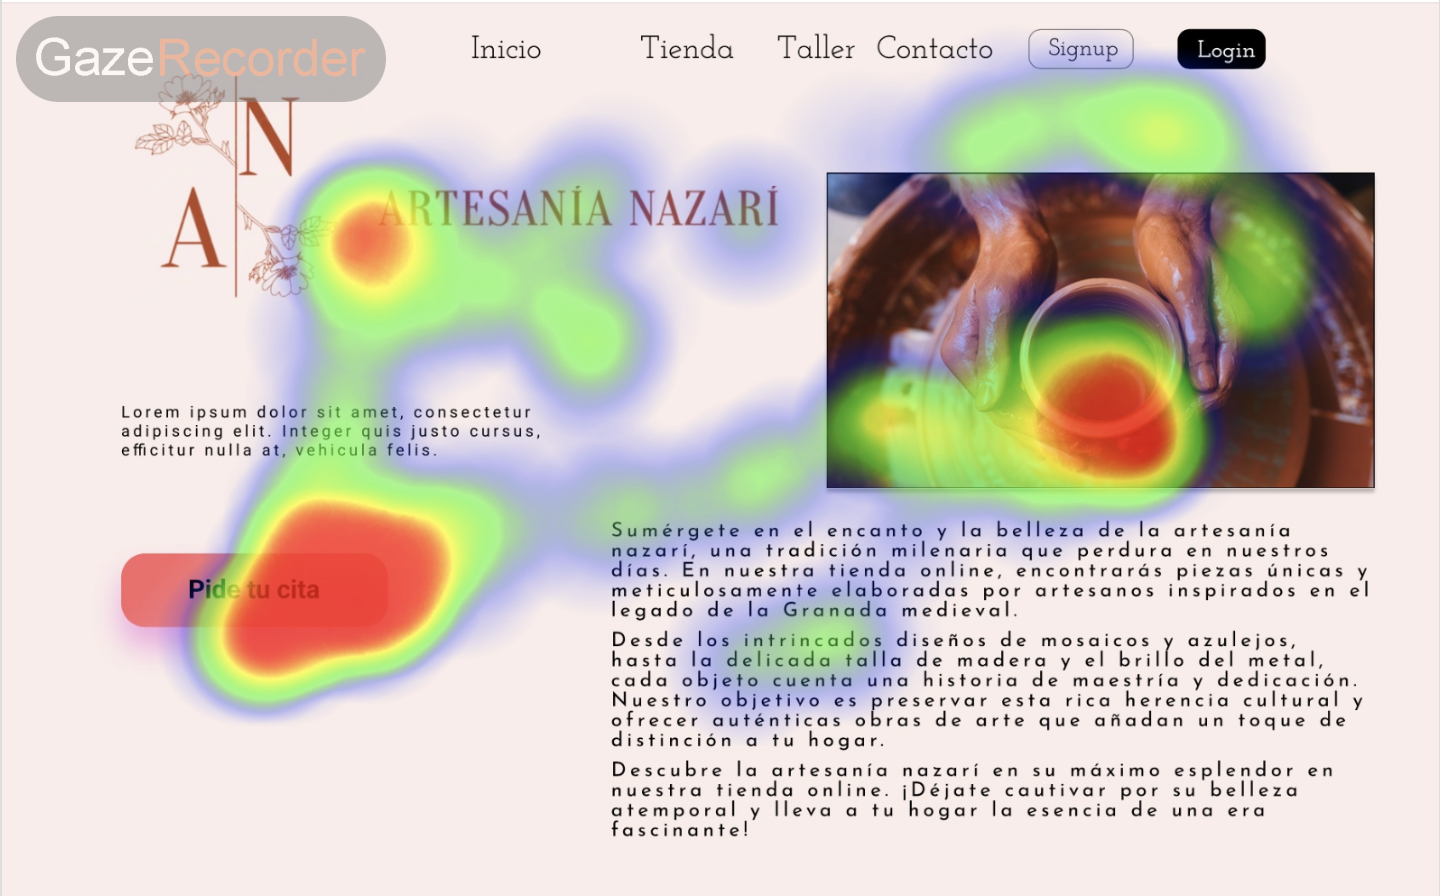 GazeRecorder
Inicio Tienda Taller Contacto Signup Login
N
A
ARTESANÍA NAZARÍ
Lorem ipsum dolor sit amet, consectetur
adipiscing elit. Integer quis justo cursus,
efficitur nulla at, vehicula felis.
Pide tu cita
Sumérgete en el encanto y la belleza de la artesanía
nazarí, una tradición milenaria que perdura en nuestros
días. En nuestra tienda online, encontrarás piezas únicas y
meticulosamente elaboradas por artesanos inspirados en el
legado de la Granada medieval.
Desde los intrincados diseños de mosaicos y azulejos,
hasta la delicada talla de madera y el brillo del metal,
cada objeto cuenta una historia de maestría y dedicación.
Nuestro objetivo es preservar esta rica herencia cultural y
ofrecer auténticas obras de arte que añadan un toque de
distinción a tu hogar.
Descubre la artesanía nazarí en su máximo esplendor en
nuestra tienda online. ¡Déjate cautivar por su belleza
atemporal y lleva a tu hogar la esencia de una era
fascinante!